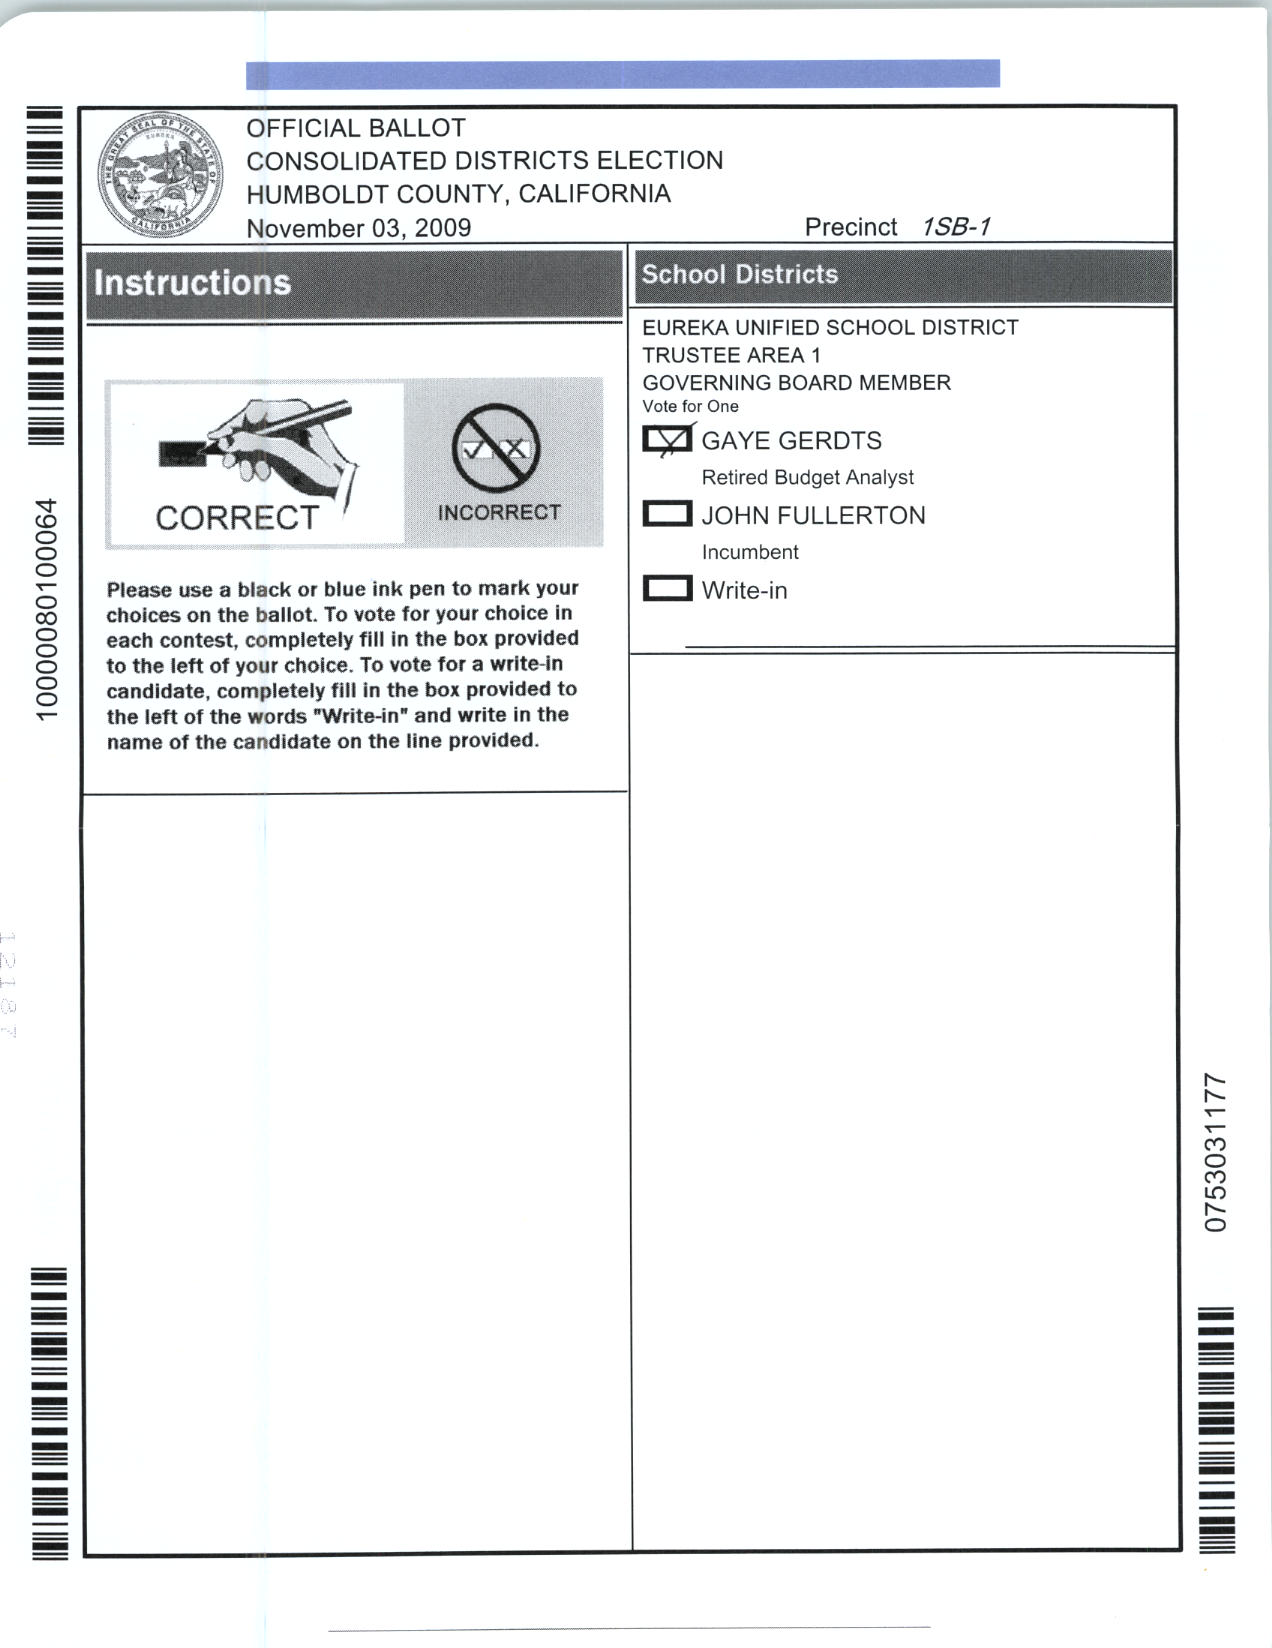 OFFICIAL BALLOT
CONSOLIDATED DISTRICTS ELECTION
HUMBOLDT COUNTY, CALIFORNIA
November 03, 2009
Precinct 1SB-1
THE GREAT SEAL OF THE STATE OF CALIFORNIA
EUREKA
Instructions
CORRECT
INCORRECT
Please use a black or blue ink pen to mark your
choices on the ballot. To vote for your choice in
each contest, completely fill in the box provided
to the left of your choice. To vote for a write-in
candidate, completely fill in the box provided to
the left of the words "Write-in" and write in the
name of the candidate on the line provided.
School Districts
EUREKA UNIFIED SCHOOL DISTRICT
TRUSTEE AREA 1
GOVERNING BOARD MEMBER
Vote for One
GAYE GERDTS
Retired Budget Analyst
JOHN FULLERTON
Incumbent
Write-in
10000080100064
0753031177
12187